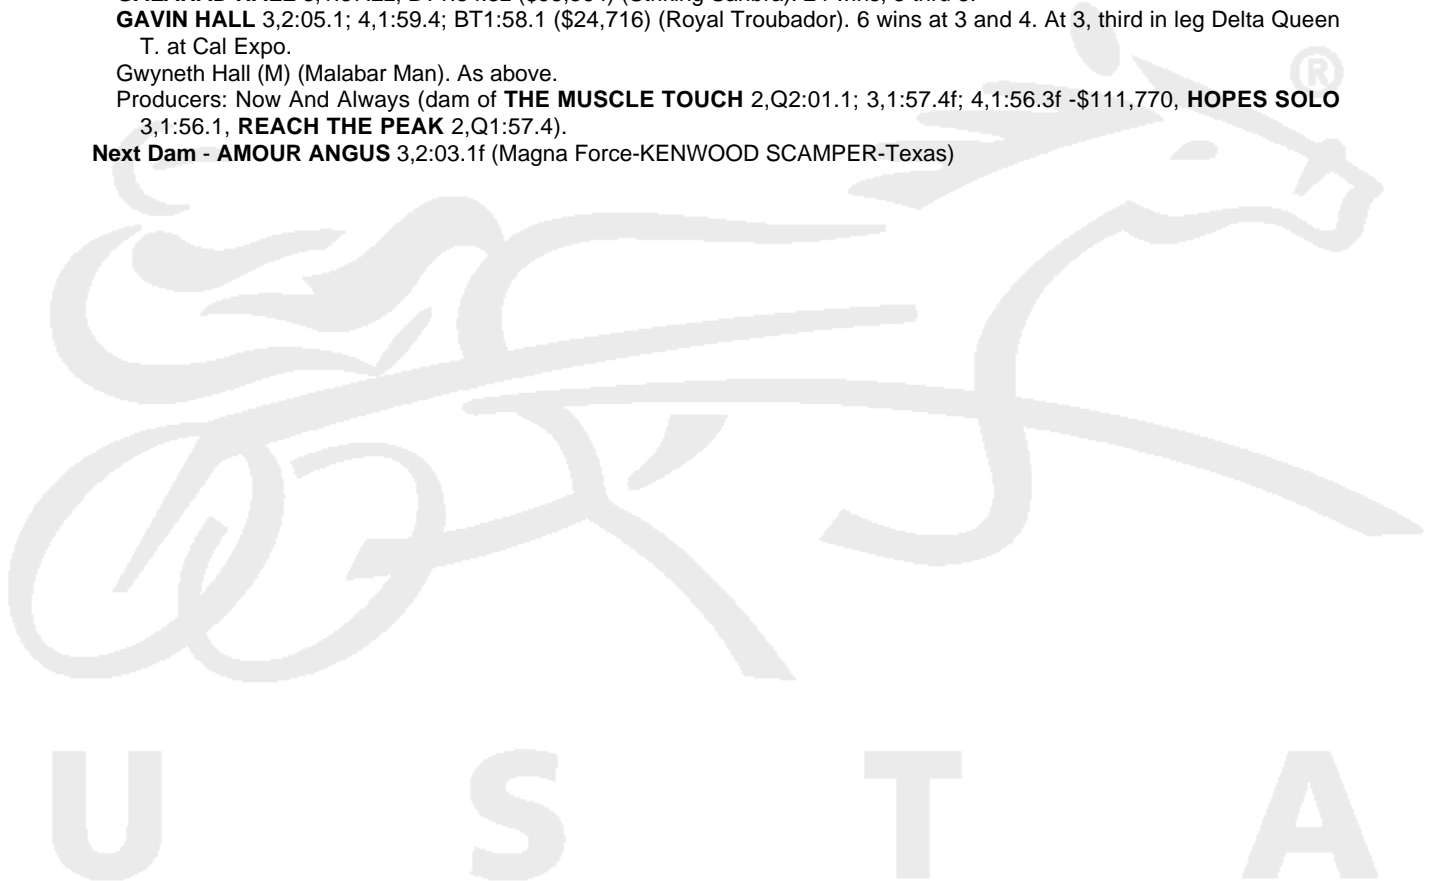 HALL (Striking Sahbra). wins,
GAVIN HALL 3,2:05.1; 4,1:59.4; BT1:58.1 ($24,716) (Royal Troubador). 6 wins at 3 and 4. At 3, third in leg Delta Queen
T. at Cal Expo.
Gwyneth Hall (M) (Malabar Man). As above.
Producers: Now And Always (dam of THE MUSCLE TOUCH 2,Q2:01.1; 3,1:57.4f; 4,1:56.3f -$111,770, HOPES SOLO
3,1:56.1, REACH THE PEAK 2,Q1:57.4).
Next Dam - AMOUR ANGUS 3,2:03.1f (Magna Force-KENWOOD SCAMPER-Texas)
®
U S T A